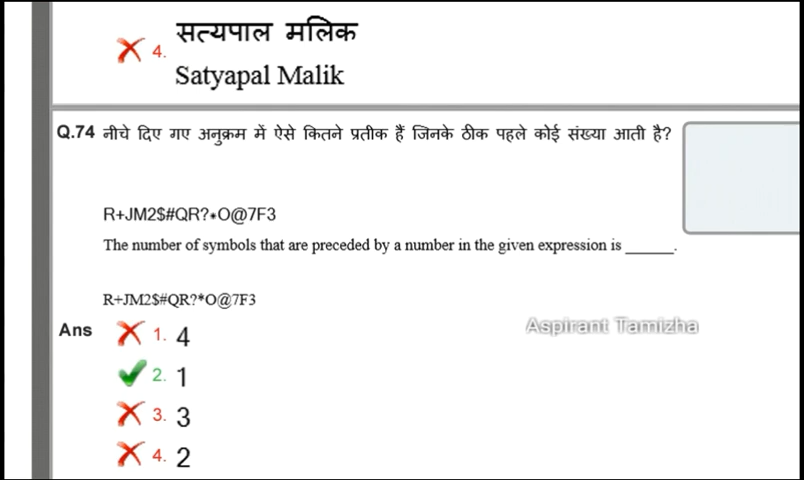 सत्यपाल मलिक
4.
Satyapal Malik
Q.74 नीचे दिए गए अनुक्रम में ऐसे कितने प्रतीक हैं जिनके ठीक पहले कोई संख्या आती है?
R+JM2$#QR?*O@7F3
The number of symbols that are preceded by a number in the given expression is ______.
R+JM2$#QR?*O@7F3
Ans 1. 4
Aspirant Tamizha
2. 1
3. 3
4. 2